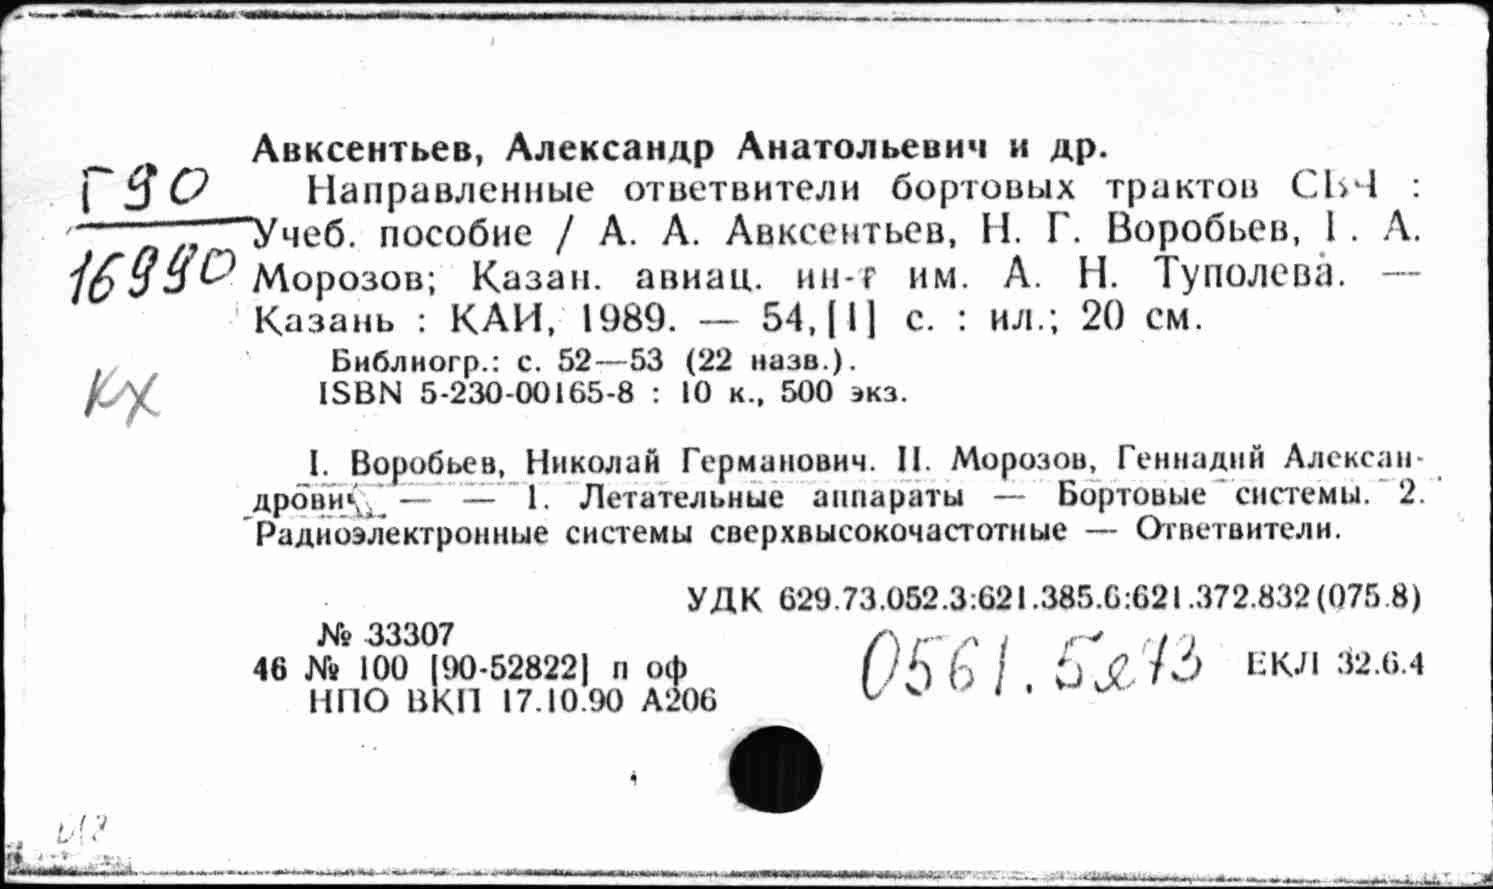 Авксентьев, Александр Анатольевич и др.
Г90 Направленные ответвители бортовых трактов СВЧ :
Учеб. пособие / А. А. Авксентьев, Н. Г. Воробьев, Г. А.
16990 Морозов; Казан. авиац. ин-т им. А. Н. Туполева. —
Казань : КАИ, 1989. — 54,[1] с. : ил.; 20 см.
Библиогр.: с. 52—53 (22 назв.).
КХ
ISBN 5-230-00165-8 : 10 к., 500 экз.
I. Воробьев, Николай Германович. II. Морозов, Геннадий Алексан-
дрович. — — 1. Летательные аппараты — Бортовые системы. 2.
Радиоэлектронные системы сверхвысокочастотные — Ответвители.
УДК 629.73.052.3:621.385.6:621.372.832(075.8)
№ 33307
46 № 100 [90-52822] п оф
0561.5я73 ЕКЛ 32.6.4
НПО ВКП 17.10.90 А206